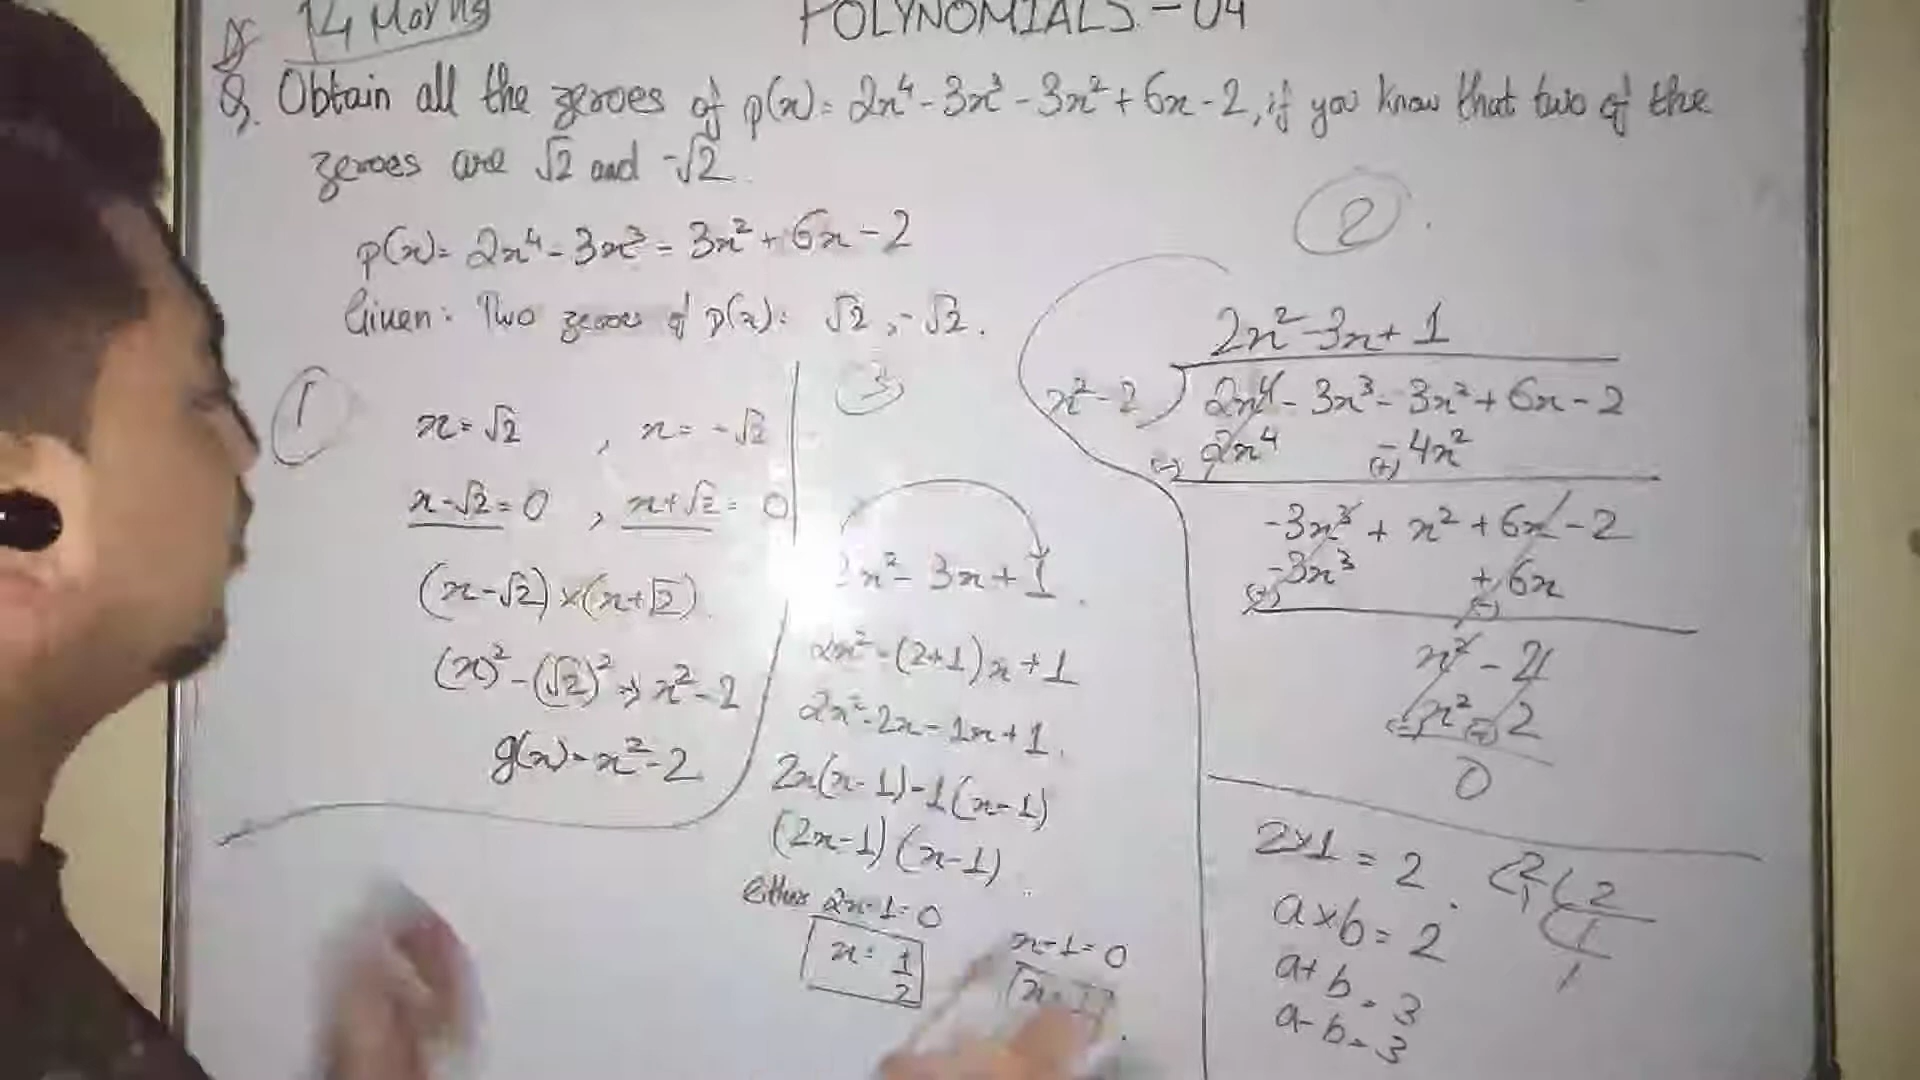 14 Marks
POLYNOMIALS - 04
Q. Obtain all the zeroes of p(x) = 2x⁴ - 3x³ - 3x² + 6x - 2, if you know that two of the
zeroes are √2 and -√2.
p(x) = 2x⁴ - 3x³ - 3x² + 6x - 2
Given: Two zeroes of p(x): √2, -√2.
①
x = √2 , x = -√2
x - √2 = 0 , x + √2 = 0
(x - √2) × (x + √2)
(x)² - (√2)² ⇒ x² - 2
g(x) = x² - 2
②
2x² - 3x + 1
x² - 2 ) 2x⁴ - 3x³ - 3x² + 6x - 2
(-) 2x⁴ (+) - 4x²
-3x³ + x² + 6x - 2
(+) -3x³ (-) + 6x
x² - 2
(-) x² (+) - 2
0
③
2x² - 3x + 1.
2x² - (2+1)x + 1
2x² - 2x - 1x + 1.
2x(x - 1) - 1(x - 1)
(2x - 1)(x - 1)
either 2x - 1 = 0
x = 1/2
x - 1 = 0
x = 1
2×1 = 2.
a×b = 2
a + b = 3
a - b = 3